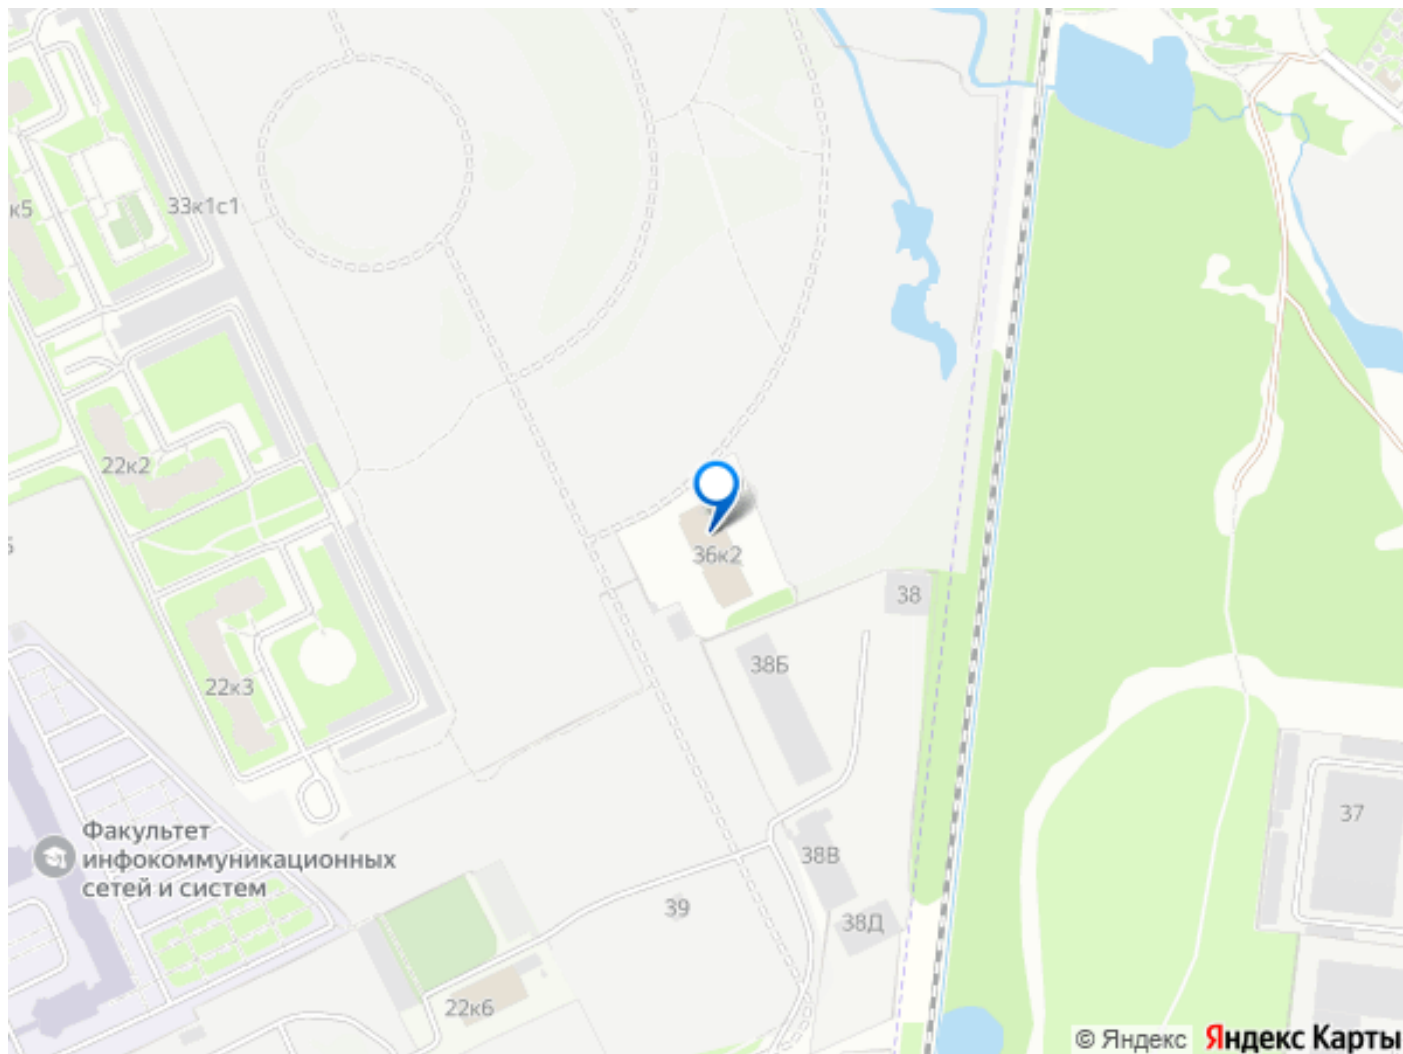 к5
33к1с1
22к2
36к2
38
38Б
22к3
37
Факультет
инфокоммуникационных
сетей и систем
38В
39
38Д
22к6
© Яндекс Яндекс Карты